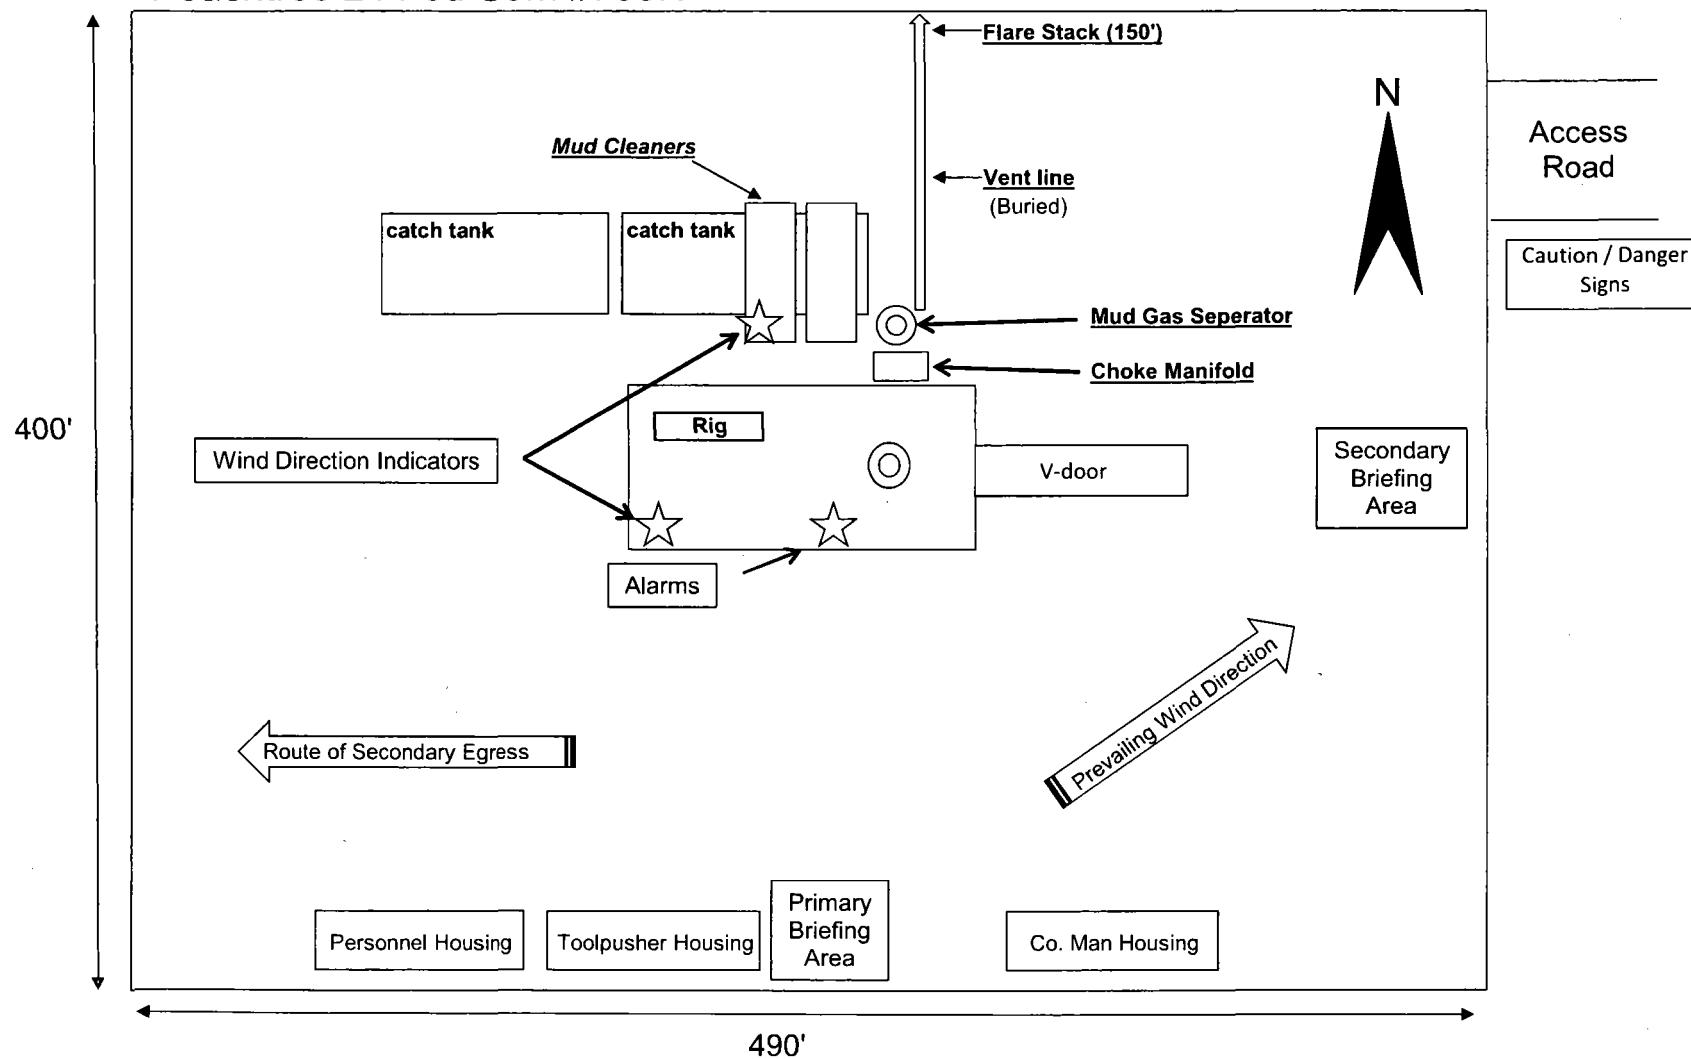 Flare Stack (150')
N
Access
Road
Mud Cleaners
Vent line
(Buried)
catch tank
catch tank
Caution / Danger
Signs
Mud Gas Seperator
Choke Manifold
400'
Rig
Wind Direction Indicators
V-door
Secondary
Briefing
Area
Alarms
Prevailing Wind Direction
Route of Secondary Egress
Personnel Housing
Toolpusher Housing
Primary
Briefing
Area
Co. Man Housing
490'